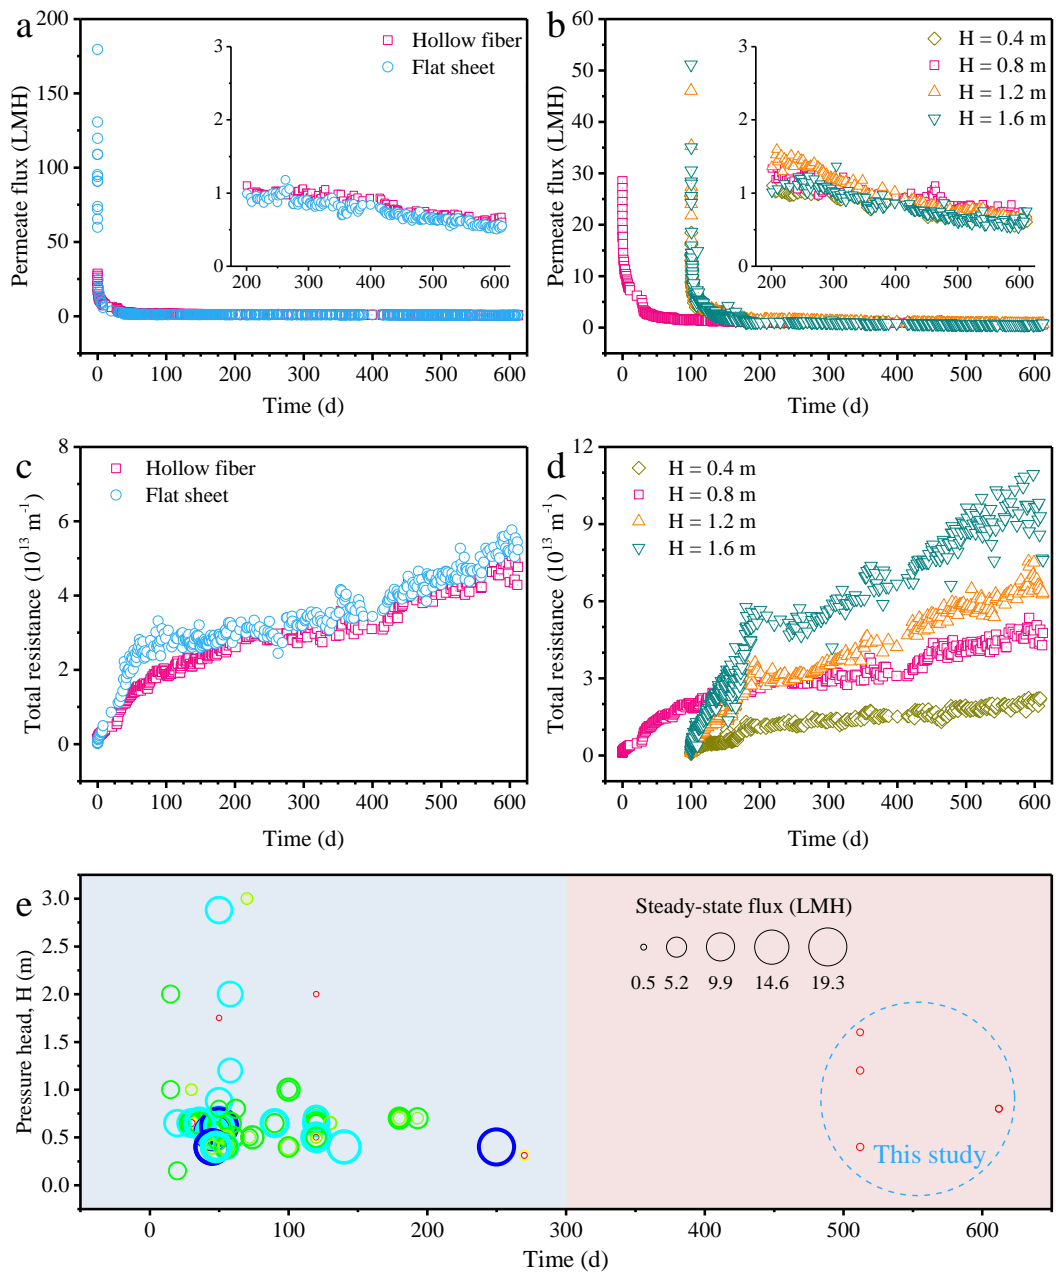 a
200
150
100
50
0
Permeate flux (LMH)
0
100
200
300
400
500
600
Time (d)
Hollow fiber
Flat sheet
3
2
1
0
200
300
400
500
600
b
60
50
40
30
20
10
0
Permeate flux (LMH)
0
100
200
300
400
500
600
Time (d)
H = 0.4 m
H = 0.8 m
H = 1.2 m
H = 1.6 m
3
2
1
0
200
300
400
500
600
c
8
6
4
2
0
Total resistance (10¹³ m⁻¹)
0
100
200
300
400
500
600
Time (d)
Hollow fiber
Flat sheet
d
12
9
6
3
0
Total resistance (10¹³ m⁻¹)
0
100
200
300
400
500
600
Time (d)
H = 0.4 m
H = 0.8 m
H = 1.2 m
H = 1.6 m
e
3.0
2.5
2.0
1.5
1.0
0.5
0.0
Pressure head, H (m)
0
100
200
300
400
500
600
Time (d)
Steady-state flux (LMH)
0.5 5.2 9.9 14.6 19.3
This study